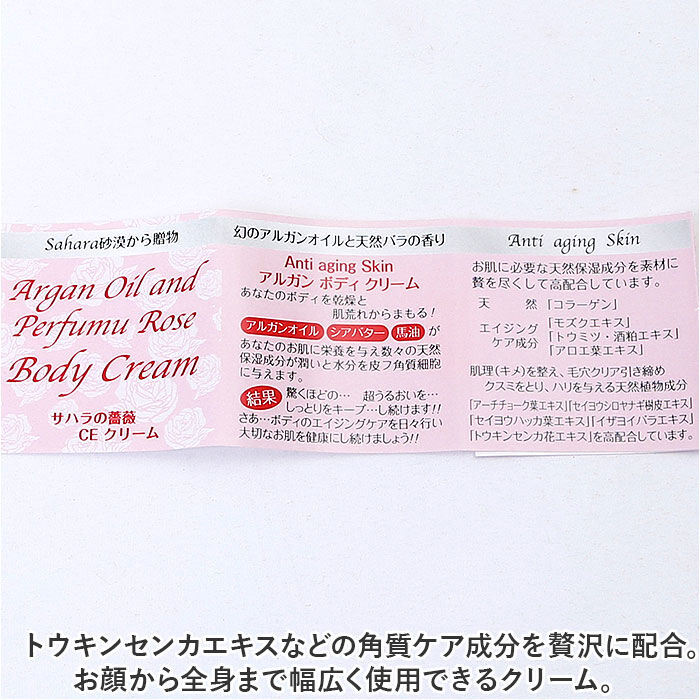 Sahara砂漠から贈物
Argan Oil and
Perfumu Rose
Body Cream
サハラの薔薇
CE クリーム
幻のアルガンオイルと天然バラの香り
Anti aging Skin
アルガン ボディ クリーム
あなたのボディを乾燥と
肌荒れからまもる！
アルガンオイル シアバター 馬油 が
あなたのお肌に栄養を与え数々の天然
保湿成分が潤いと水分を皮フ角質細胞
に与えます。
結果 驚くほどの… 超うるおいを…
しっとりをキープ…し続けます!!
さあ…ボディのエイジングケアを日々行い
大切なお肌を健康にし続けましょう!!
Anti aging Skin
お肌に必要な天然保湿成分を素材に
贅を尽くして高配合しています。
天然 「コラーゲン」
エイジング
ケア成分
「モズクエキス」
「トウミツ・酒粕エキス」
「アロエ葉エキス」
肌理(キメ)を整え、毛穴クリア引き締め
クスミをとり、ハリを与える天然植物成分
「アーチチョーク葉エキス」「セイヨウシロヤナギ樹皮エキス」
「セイヨウハッカ葉エキス」「イザヨイバラエキス」
「トウキンセンカ花エキス」を高配合しています。
トウキンセンカエキスなどの角質ケア成分を贅沢に配合。
お顔から全身まで幅広く使用できるクリーム。